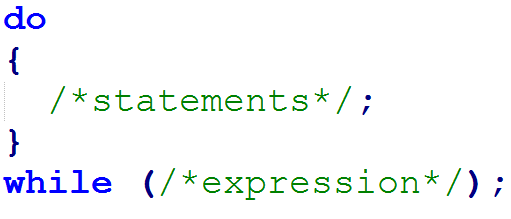 do
{
  /*statements*/;
}
while (/*expression*/);